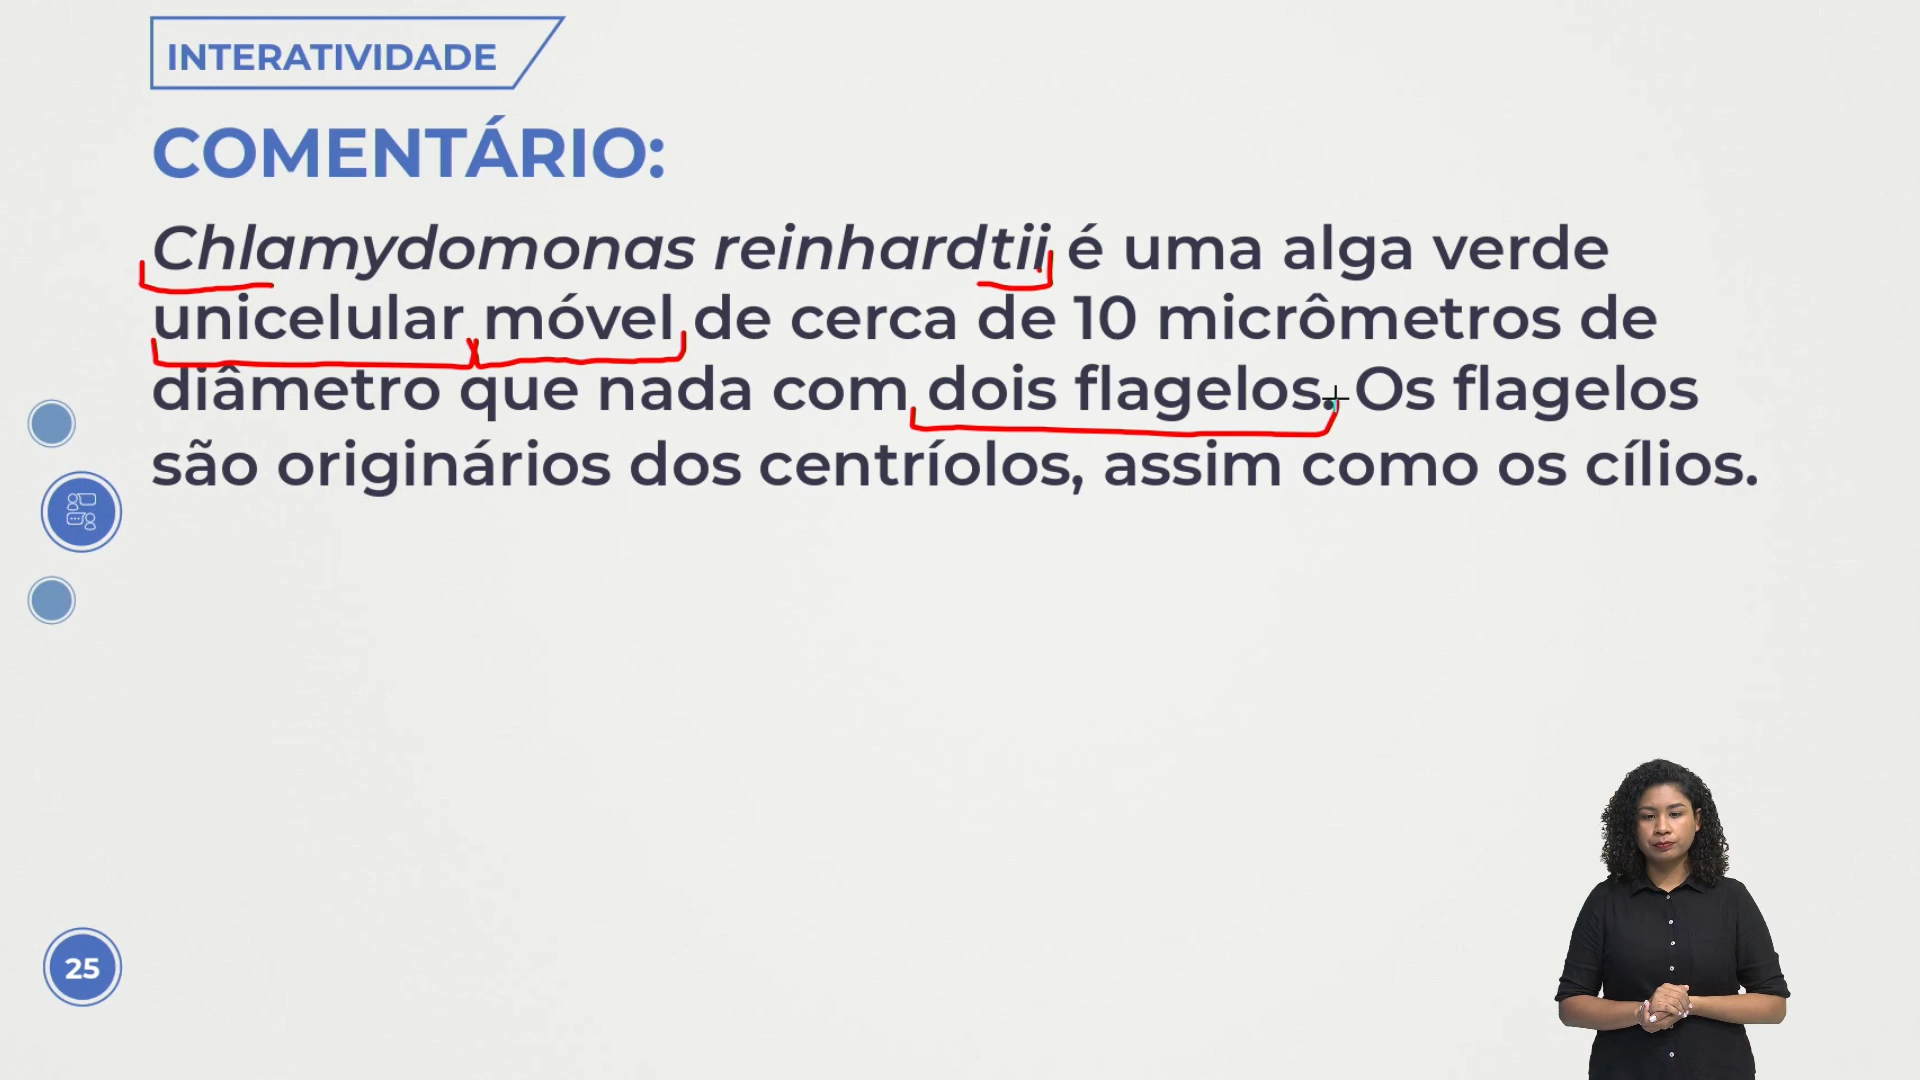 INTERATIVIDADE
COMENTÁRIO:
Chlamydomonas reinhardtii é uma alga verde
unicelular móvel de cerca de 10 micrômetros de
diâmetro que nada com dois flagelos. Os flagelos
são originários dos centríolos, assim como os cílios.
25